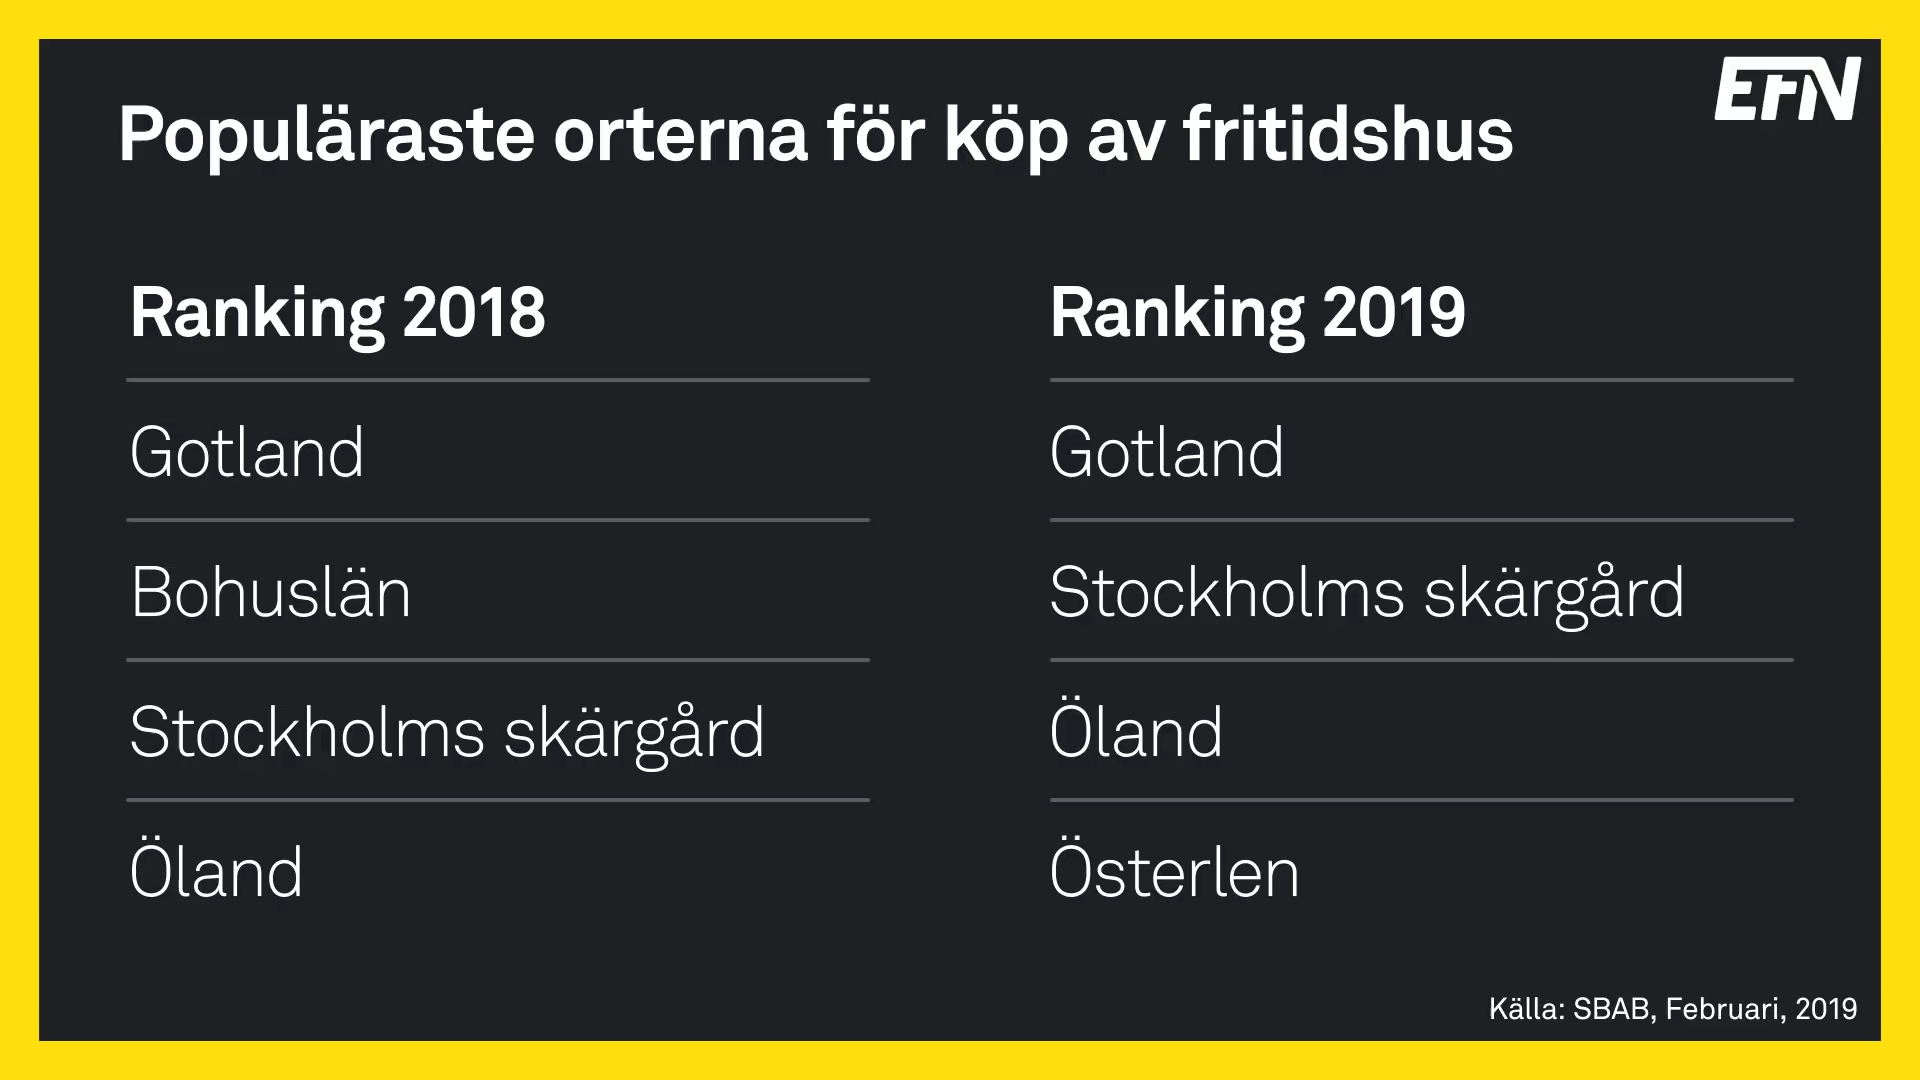 EFN
Populäraste orterna för köp av fritidshus
Ranking 2018
Gotland
Bohuslän
Stockholms skärgård
Öland
Ranking 2019
Gotland
Stockholms skärgård
Öland
Österlen
Källa: SBAB, Februari, 2019